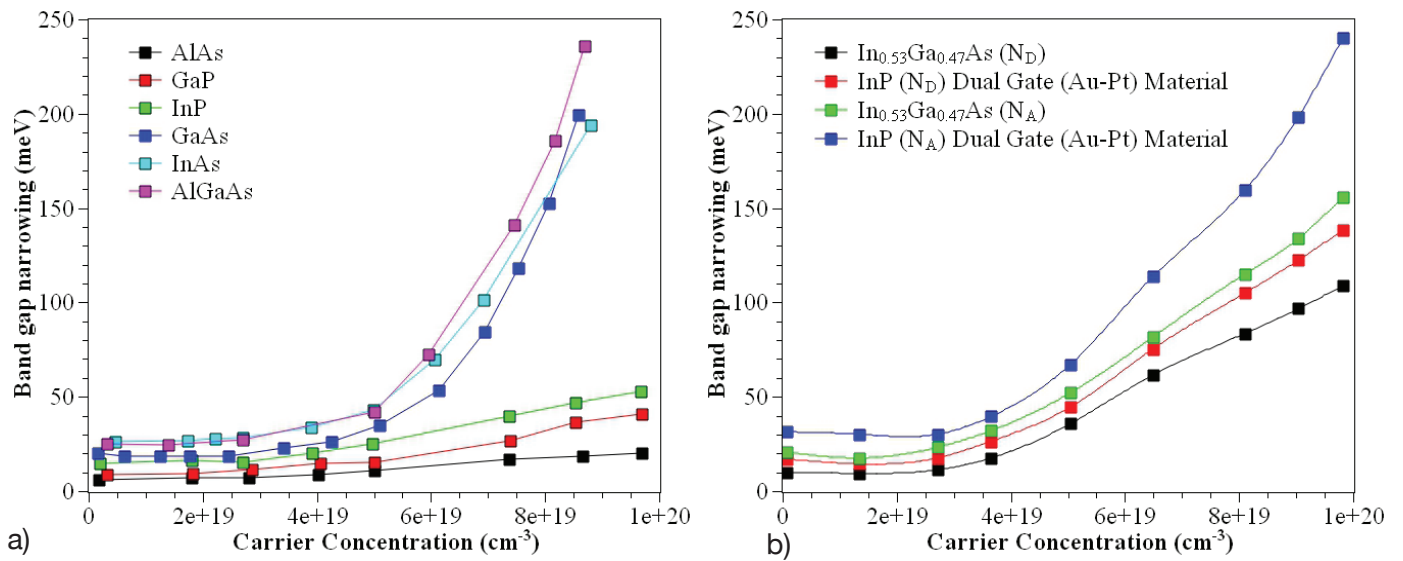 250
200
150
100
50
0
Band gap narrowing (meV)
AlAs
GaP
InP
GaAs
InAs
AlGaAs
0 2e+19 4e+19 6e+19 8e+19 1e+20
Carrier Concentration (cm-3)
a)
250
200
150
100
50
0
Band gap narrowing (meV)
In0.53Ga0.47As (ND)
InP (ND) Dual Gate (Au-Pt) Material
In0.53Ga0.47As (NA)
InP (NA) Dual Gate (Au-Pt) Material
0 2e+19 4e+19 6e+19 8e+19 1e+20
Carrier Concentration (cm-3)
b)